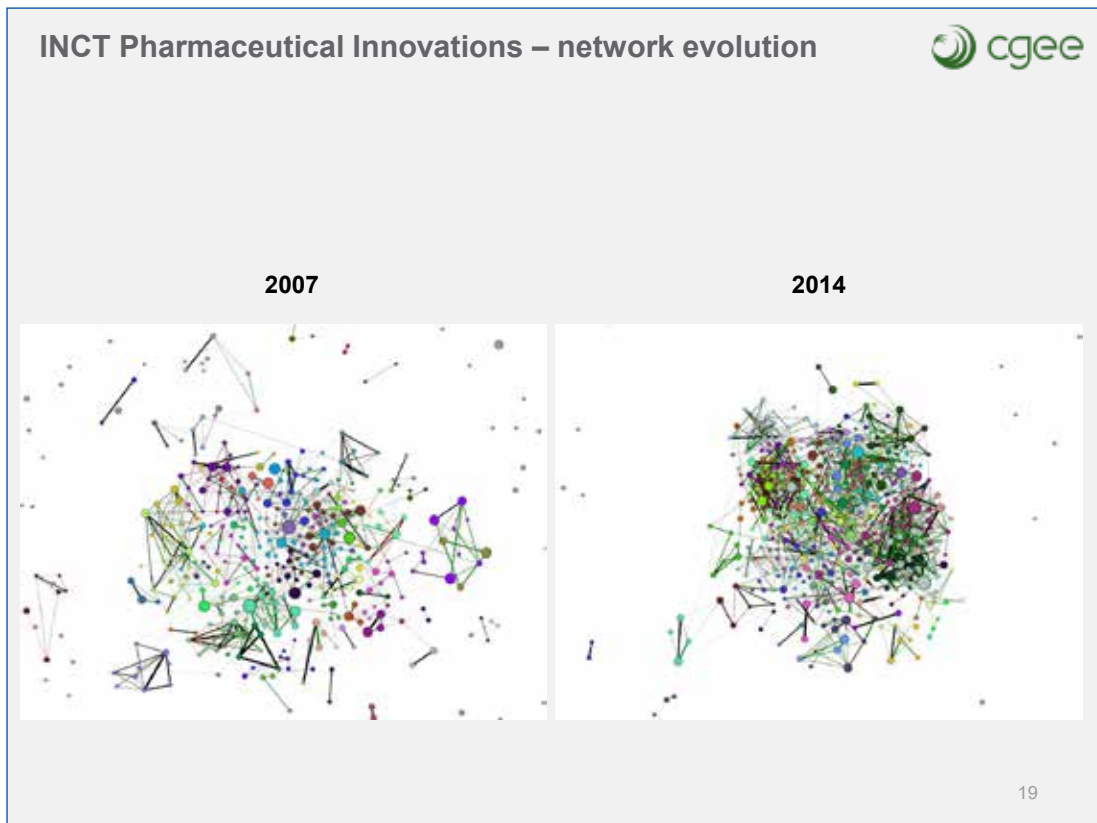 INCT Pharmaceutical Innovations – network evolution
cgee
2007
2014
19